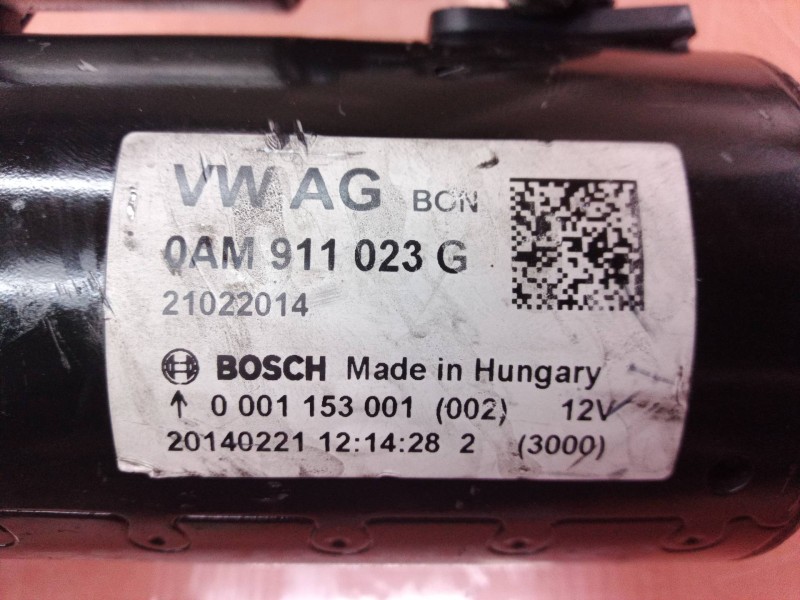 VW AG BCN
0AM 911 023 G
21022014
BOSCH Made in Hungary
↑ 0 001 153 001 (002) 12V
20140221 12:14:28 2 (3000)